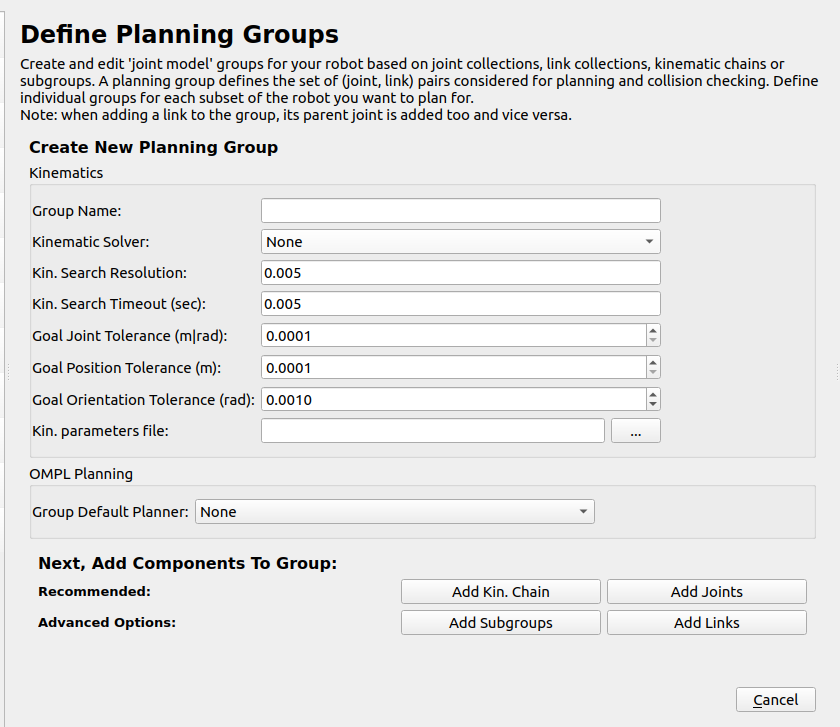 Define Planning Groups
Create and edit 'joint model' groups for your robot based on joint collections, link collections, kinematic chains or
subgroups. A planning group defines the set of (joint, link) pairs considered for planning and collision checking. Define
individual groups for each subset of the robot you want to plan for.
Note: when adding a link to the group, its parent joint is added too and vice versa.
Create New Planning Group
Kinematics
Group Name:
Kinematic Solver: None
Kin. Search Resolution: 0.005
Kin. Search Timeout (sec): 0.005
Goal Joint Tolerance (m|rad): 0.0001
Goal Position Tolerance (m): 0.0001
Goal Orientation Tolerance (rad): 0.0010
Kin. parameters file: ...
OMPL Planning
Group Default Planner: None
Next, Add Components To Group:
Recommended: Add Kin. Chain Add Joints
Advanced Options: Add Subgroups Add Links
Cancel